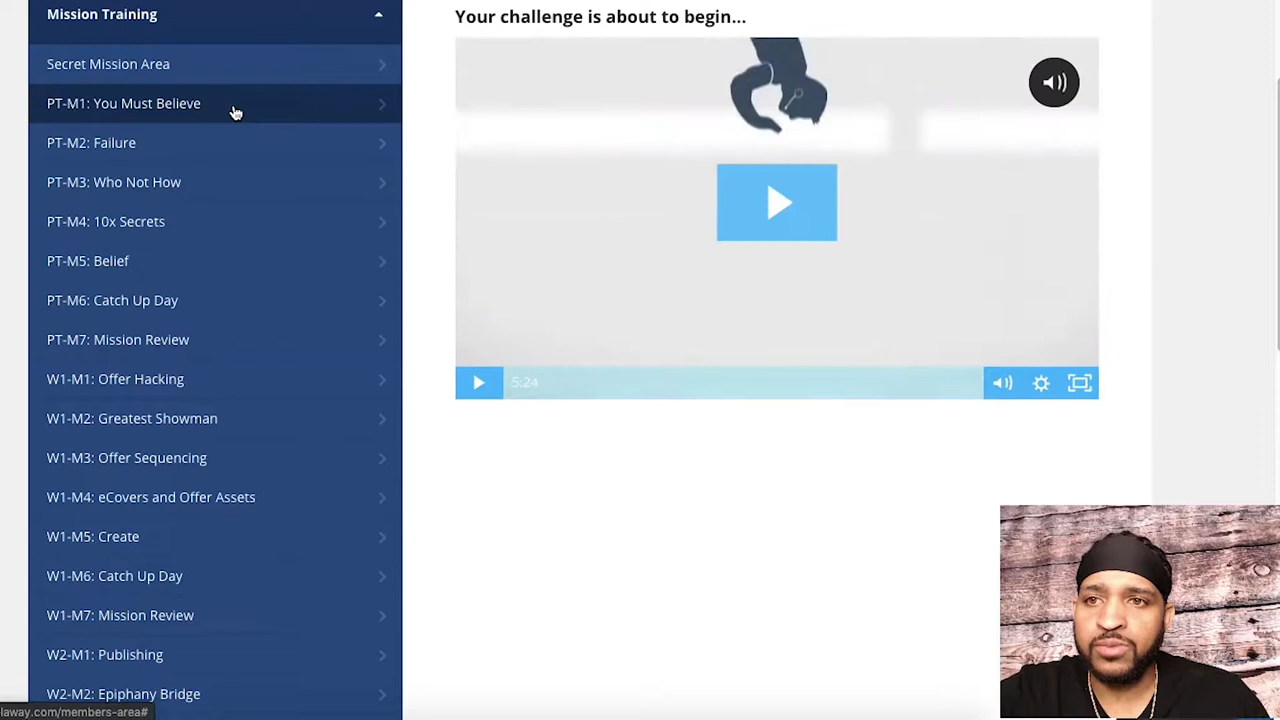 Mission Training
Your challenge is about to begin...
Secret Mission Area
PT-M1: You Must Believe
PT-M2: Failure
PT-M3: Who Not How
PT-M4: 10x Secrets
PT-M5: Belief
PT-M6: Catch Up Day
PT-M7: Mission Review
W1-M1: Offer Hacking
5:24
W1-M2: Greatest Showman
W1-M3: Offer Sequencing
W1-M4: eCovers and Offer Assets
W1-M5: Create
W1-M6: Catch Up Day
W1-M7: Mission Review
W2-M1: Publishing
W2-M2: Epiphany Bridge
laway.com/members-area#